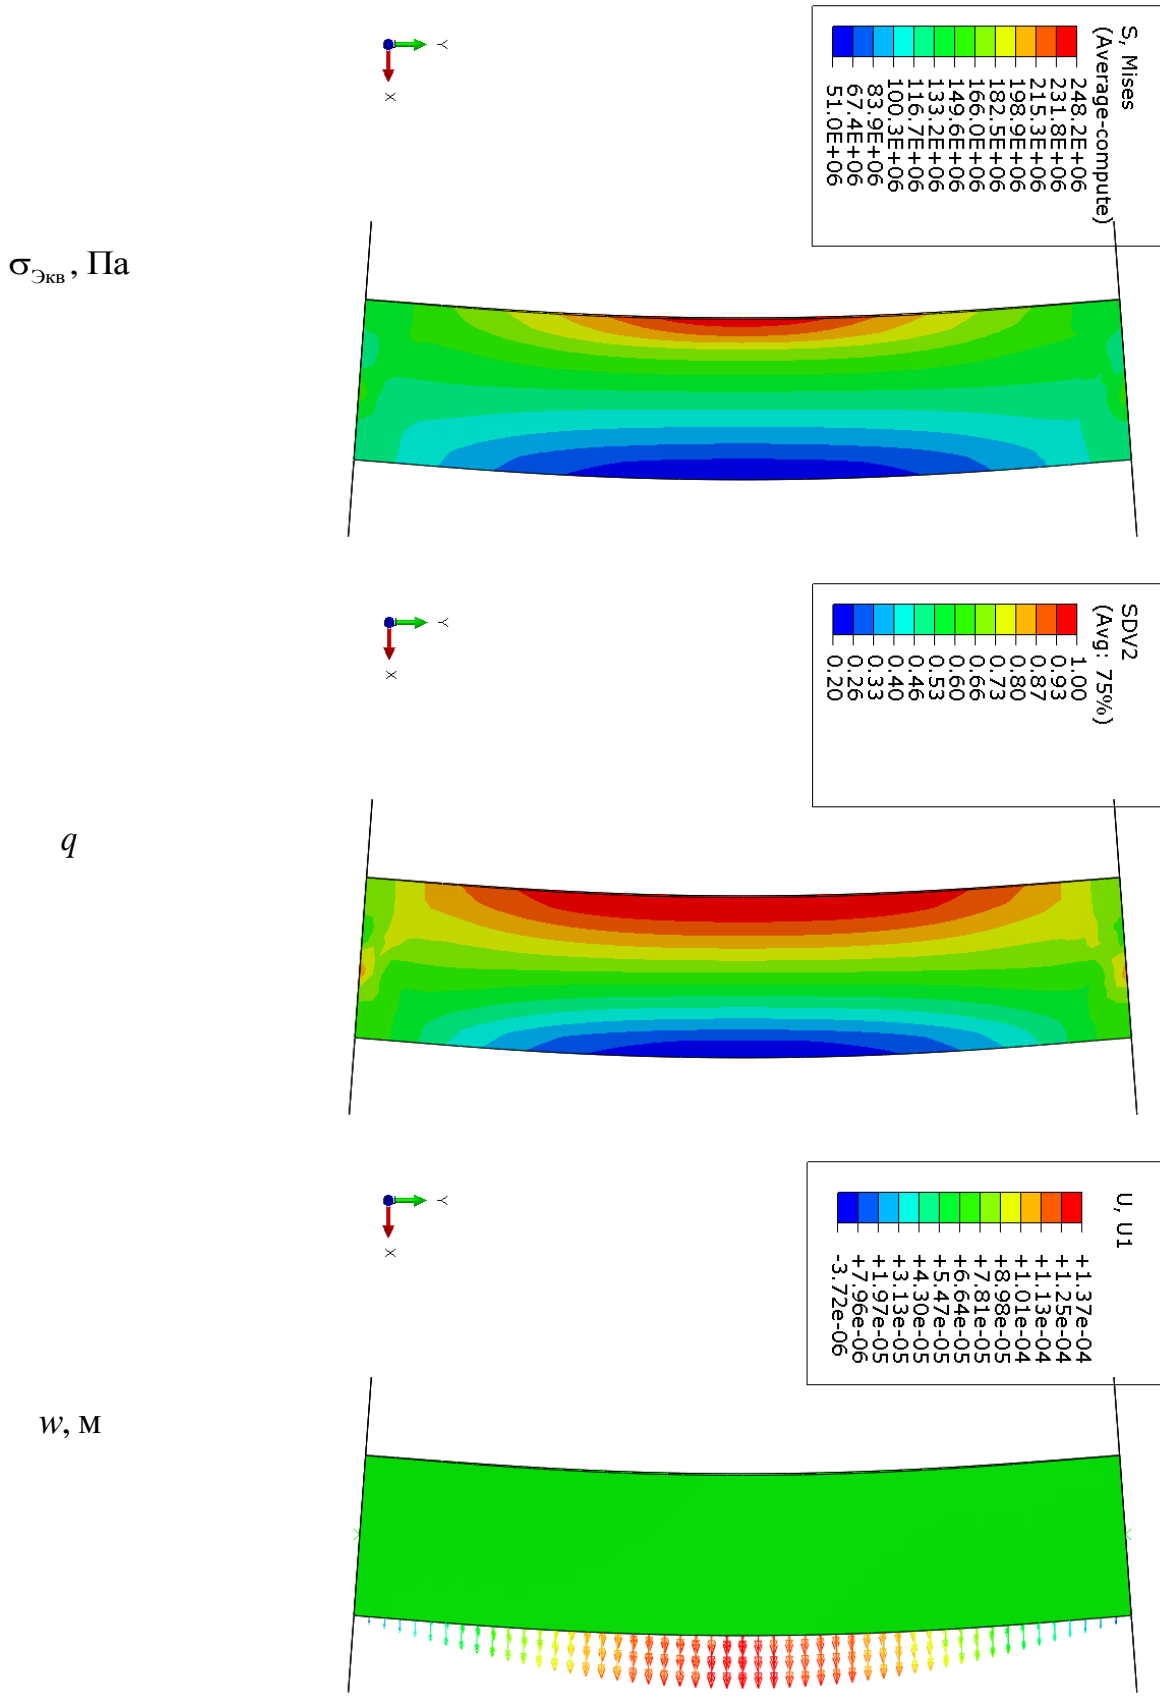 S, Mises
(Average-compute)
248.2E+06
231.8E+06
215.3E+06
198.9E+06
182.5E+06
166.0E+06
149.6E+06
133.2E+06
116.7E+06
100.3E+06
83.9E+06
67.4E+06
51.0E+06
Y
X
σЭкв, Па
SDV2
(Avg: 75%)
1.00
0.93
0.87
0.80
0.73
0.66
0.60
0.53
0.46
0.40
0.33
0.26
0.20
Y
X
q
U, U1
+1.37e-04
+1.25e-04
+1.13e-04
+1.01e-04
+8.98e-05
+7.81e-05
+6.64e-05
+5.47e-05
+4.30e-05
+3.13e-05
+1.97e-05
+7.96e-06
-3.72e-06
Y
X
w, м